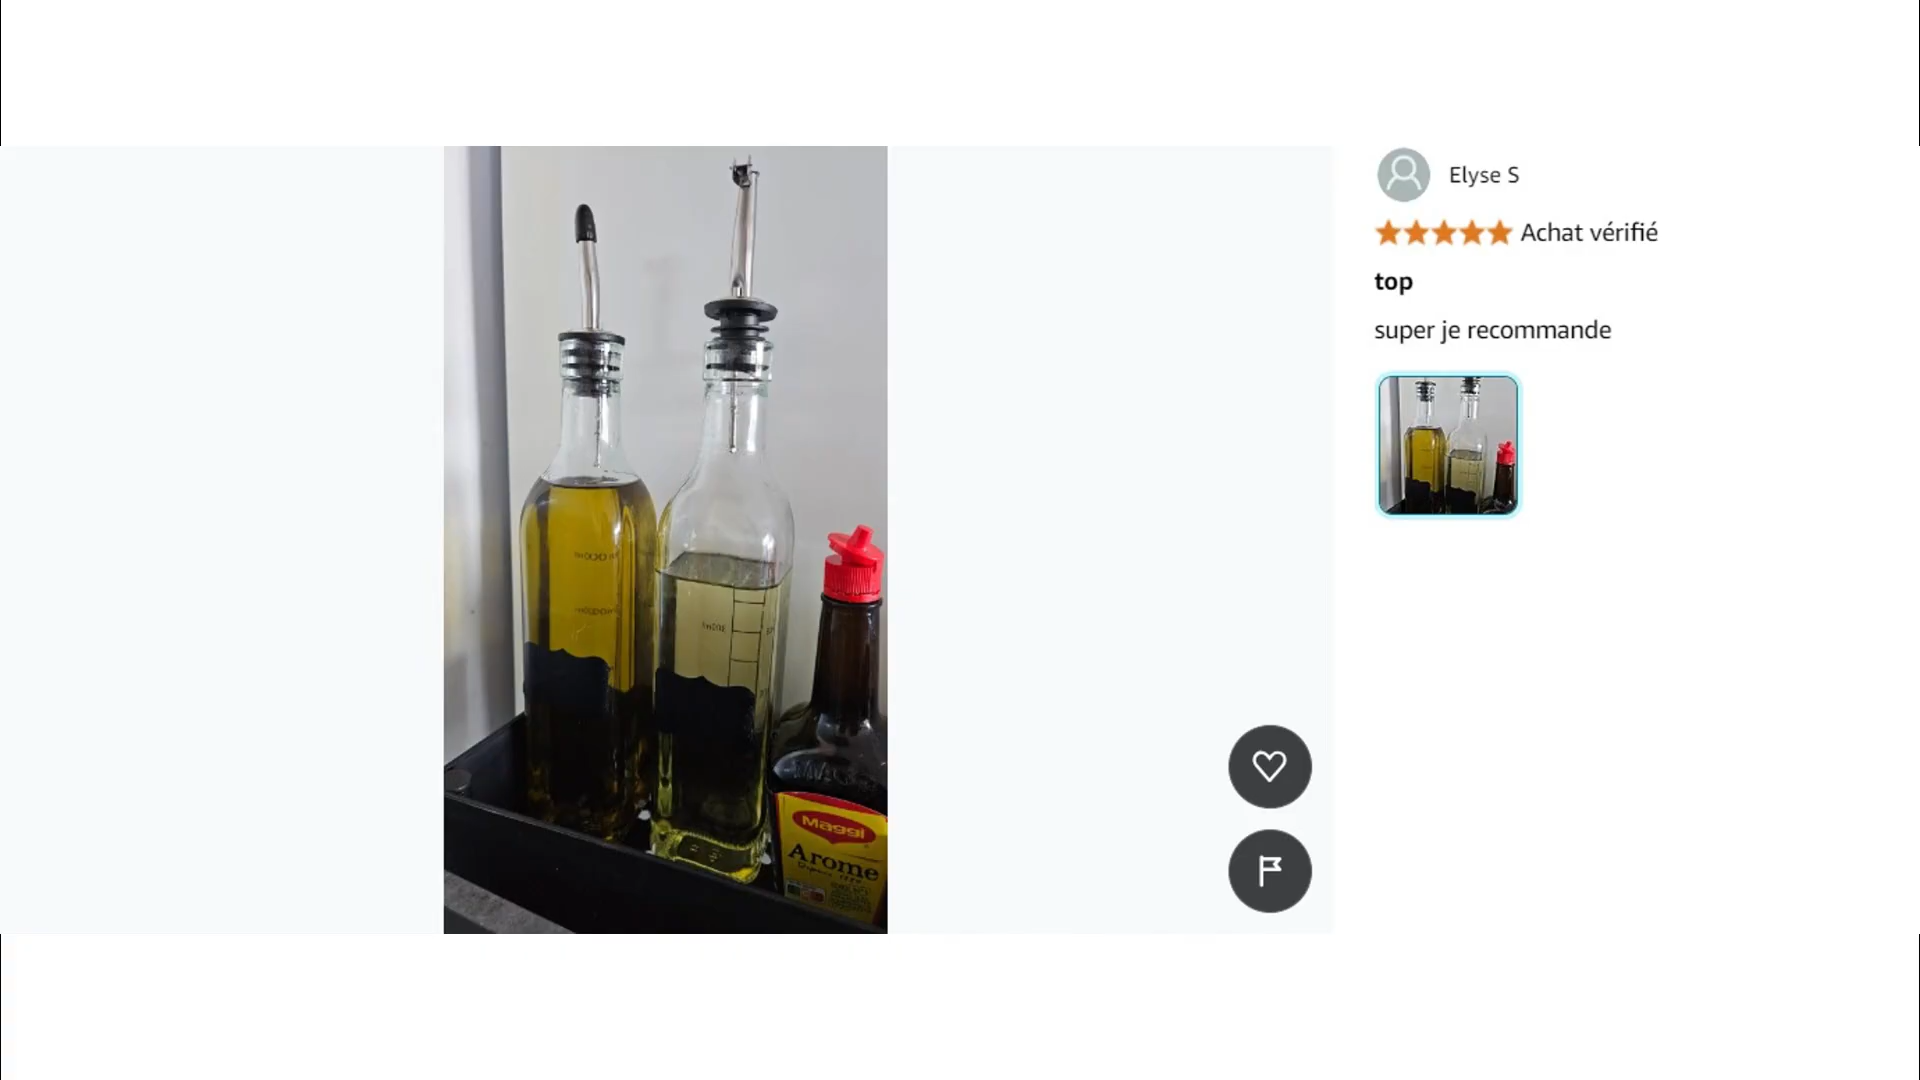 Elyse S
Achat vérifié
top
super je recommande
Maggi
Arome